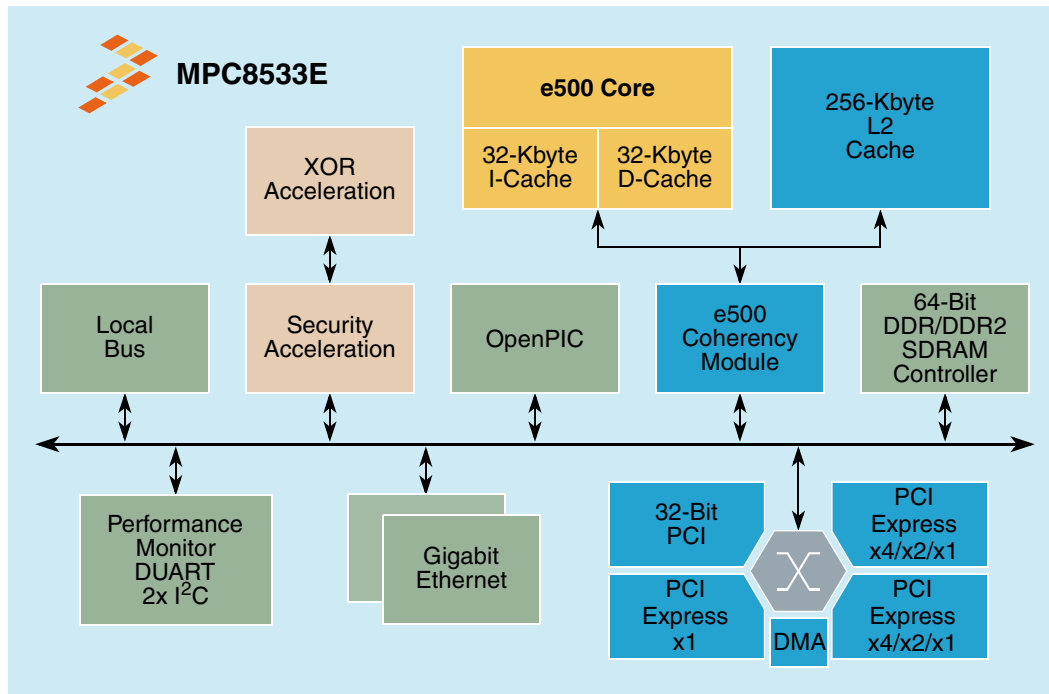 MPC8533E
e500 Core
32-Kbyte
I-Cache
32-Kbyte
D-Cache
256-Kbyte
L2
Cache
XOR
Acceleration
Local
Bus
Security
Acceleration
OpenPIC
e500
Coherency
Module
64-Bit
DDR/DDR2
SDRAM
Controller
Performance
Monitor
DUART
2x I²C
Gigabit
Ethernet
32-Bit
PCI
PCI
Express
x4/x2/x1
PCI
Express
x1
DMA
PCI
Express
x4/x2/x1